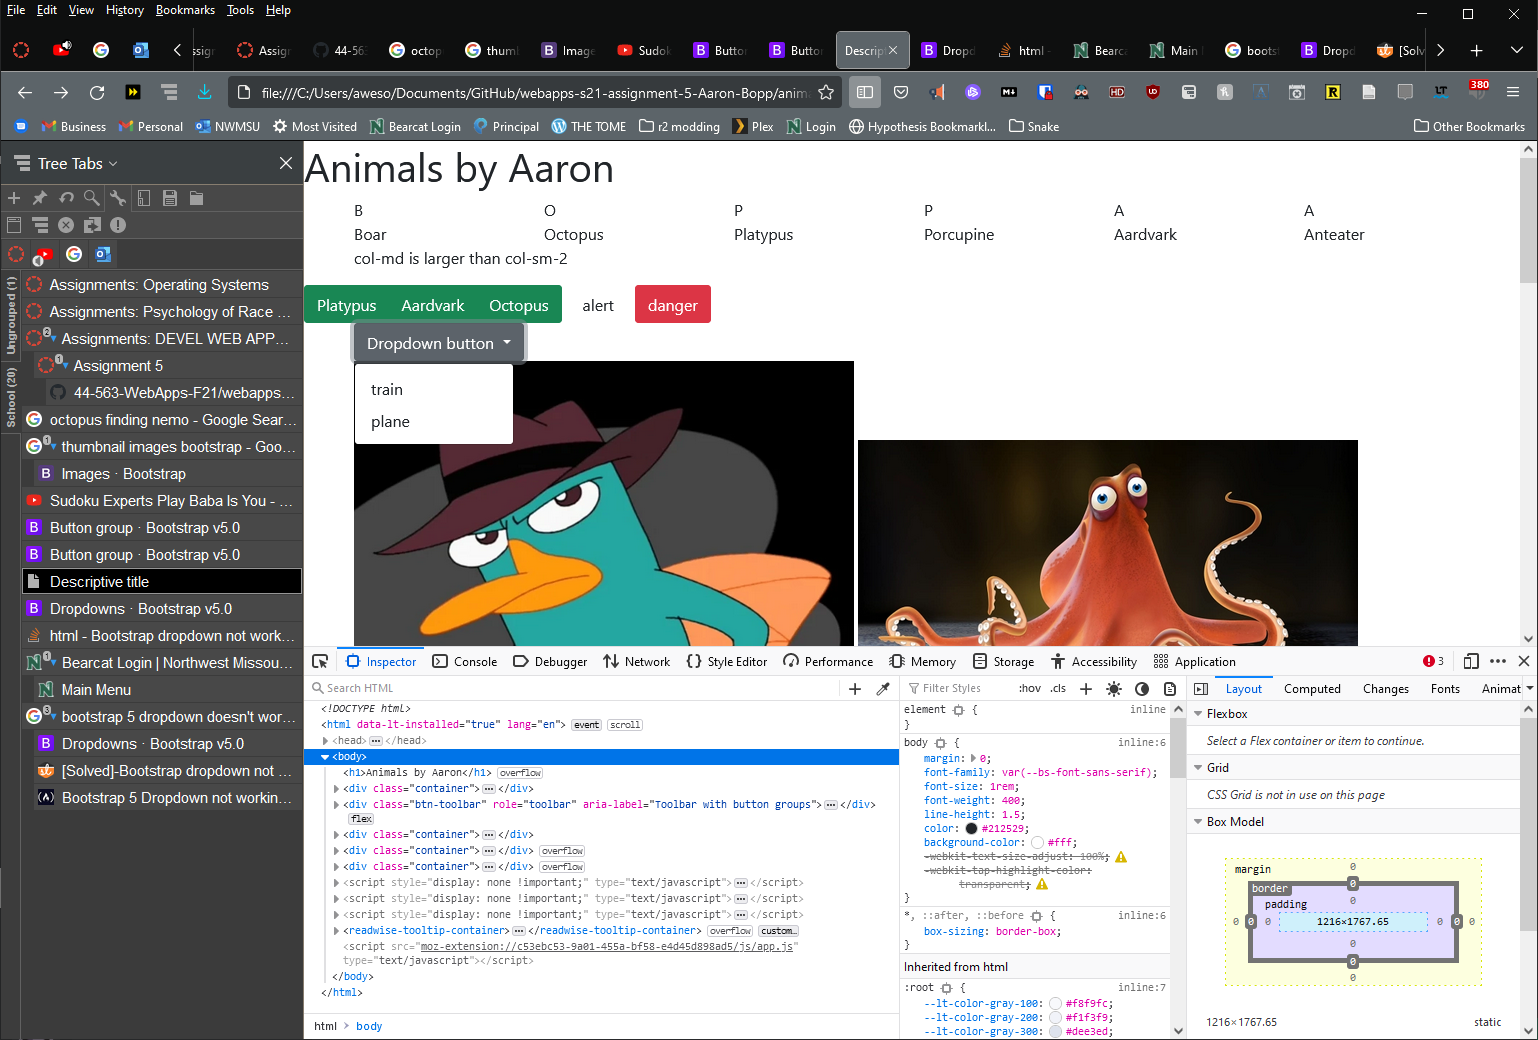 File Edit View History Bookmarks Tools Help
Assign 44-563 octop thuml Image Sudok Butto Butto Descript Dropd html - Bearca Main boots Dropd [Solv
file:///C:/Users/aweso/Documents/GitHub/webapps-s21-assignment-5-Aaron-Bopp/anima
380
Business Personal NWMSU Most Visited Bearcat Login Principal THE TOME r2 modding Plex Login Hypothesis Bookmarkl... Snake Other Bookmarks
Tree Tabs
Ungrouped (1)
School (20)
Assignments: Operating Systems
Assignments: Psychology of Race ...
Assignments: DEVEL WEB APP...
Assignment 5
44-563-WebApps-F21/webapps...
octopus finding nemo - Google Sear...
thumbnail images bootstrap - Goo...
Images · Bootstrap
Sudoku Experts Play Baba Is You - ...
Button group · Bootstrap v5.0
Button group · Bootstrap v5.0
Descriptive title
Dropdowns · Bootstrap v5.0
html - Bootstrap dropdown not work...
Bearcat Login | Northwest Missou...
Main Menu
bootstrap 5 dropdown doesn't wor...
Dropdowns · Bootstrap v5.0
[Solved]-Bootstrap dropdown not ...
Bootstrap 5 Dropdown not workin...
Animals by Aaron
B O P P A A
Boar Octopus Platypus Porcupine Aardvark Anteater
col-md is larger than col-sm-2
Platypus Aardvark Octopus alert danger
Dropdown button
train
plane
Inspector Console Debugger Network Style Editor Performance Memory Storage Accessibility Application 3
Search HTML
<!DOCTYPE html>
<html data-lt-installed="true" lang="en"> event scroll
<head> ••• </head>
<body>
<h1>Animals by Aaron</h1> overflow
<div class="container"> ••• </div>
<div class="btn-toolbar" role="toolbar" aria-label="Toolbar with button groups"> ••• </div>
flex
<div class="container"> ••• </div>
<div class="container"> ••• </div> overflow
<div class="container"> ••• </div> overflow
<script style="display: none !important;" type="text/javascript"> ••• </script>
<script style="display: none !important;" type="text/javascript"> ••• </script>
<script style="display: none !important;" type="text/javascript"> ••• </script>
<readwise-tooltip-container> ••• </readwise-tooltip-container> overflow custom...
<script src="moz-extension://c53ebc53-9a01-455a-bf58-e4d45d898ad5/js/app.js"
type="text/javascript"></script>
</body>
</html>
html > body
Filter Styles :hov .cls
element { inline
}
body { inline:6
margin: 0;
font-family: var(--bs-font-sans-serif);
font-size: 1rem;
font-weight: 400;
line-height: 1.5;
color: #212529;
background-color: #fff;
-webkit-text-size-adjust: 100%;
-webkit-tap-highlight-color:
transparent;
}
*, ::after, ::before { inline:6
box-sizing: border-box;
}
Inherited from html
:root { inline:7
--lt-color-gray-100: #f8f9fc;
--lt-color-gray-200: #f1f3f9;
--lt-color-gray-300: #dee3ed;
Layout Computed Changes Fonts Animat
Flexbox
Select a Flex container or item to continue.
Grid
CSS Grid is not in use on this page
Box Model
margin 0
border 0
padding 0
0 0 0 1216×1767.65 0 0 0
0
0
0
1216×1767.65 static